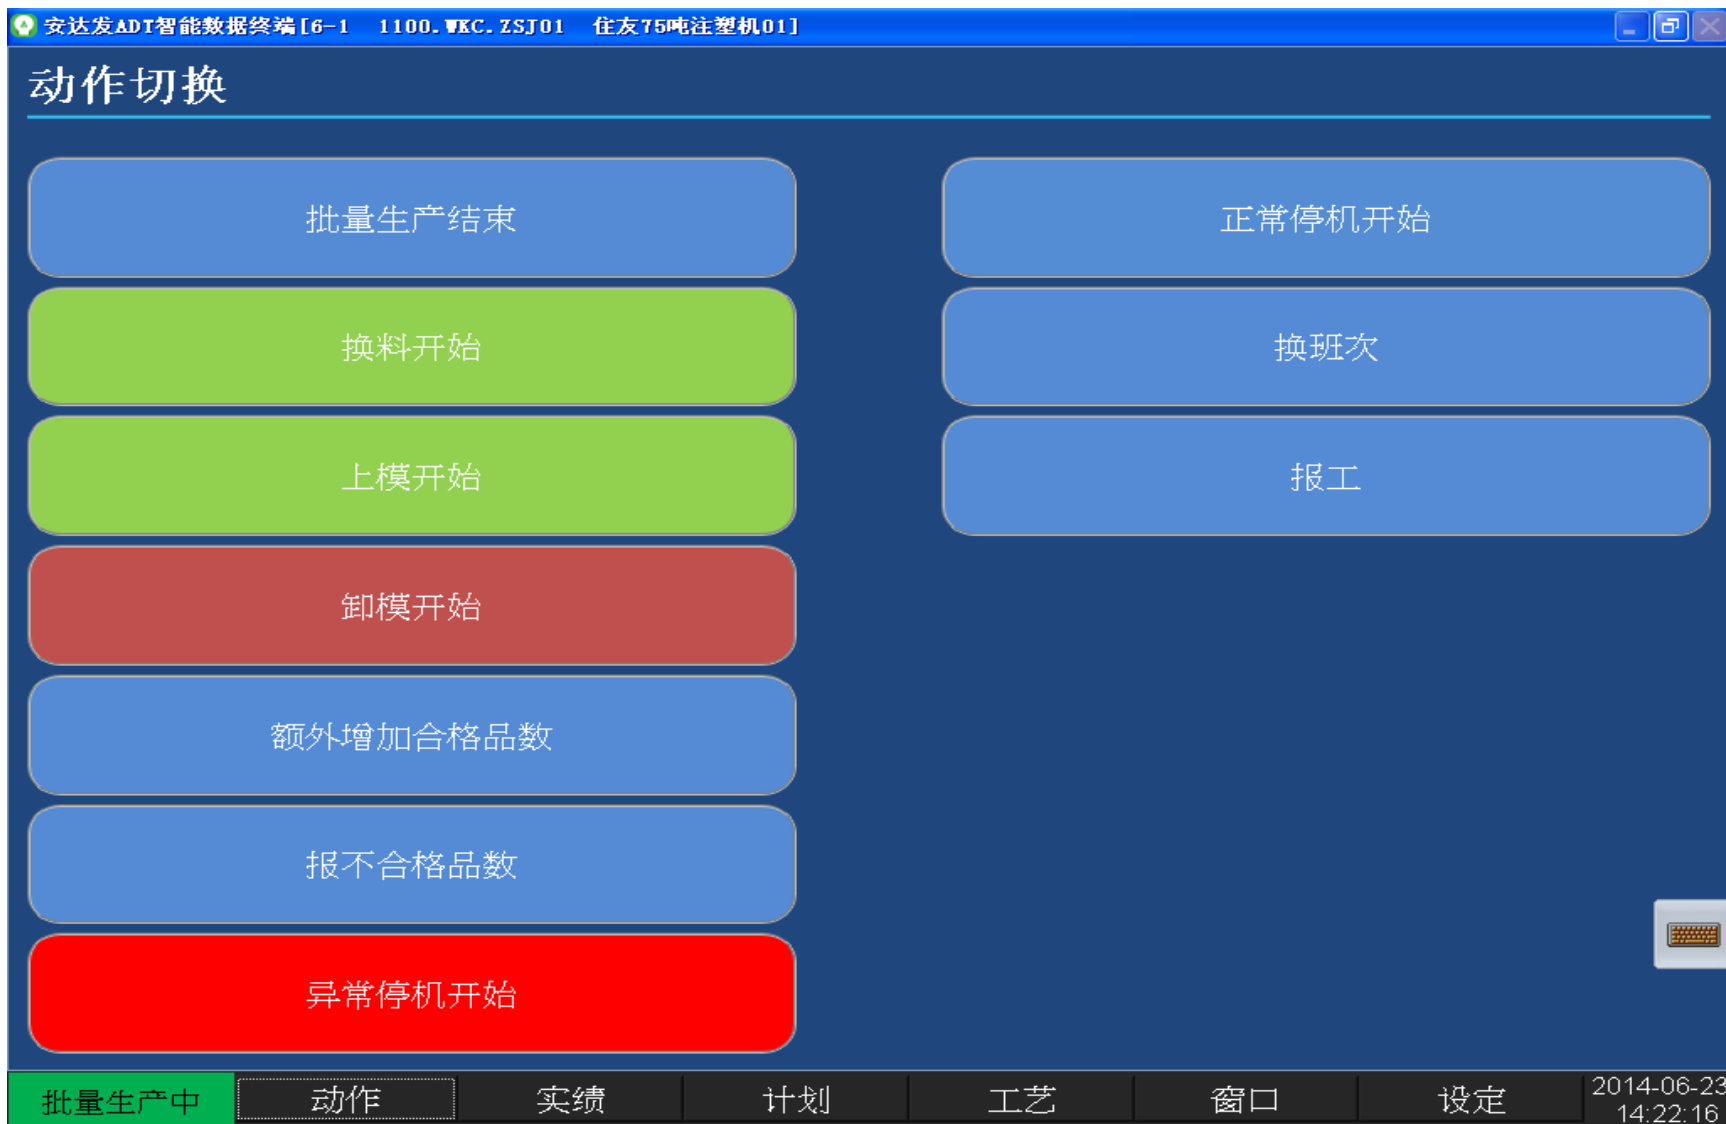 安达发ADT智能数据终端[6-1 1100.WKC.ZSJ01 住友75吨注塑机01]
动作切换
批量生产结束
换料开始
上模开始
卸模开始
额外增加合格品数
报不合格品数
异常停机开始
正常停机开始
换班次
报工
批量生产中 动作 实绩 计划 工艺 窗口 设定
2014-06-23
14:22:16